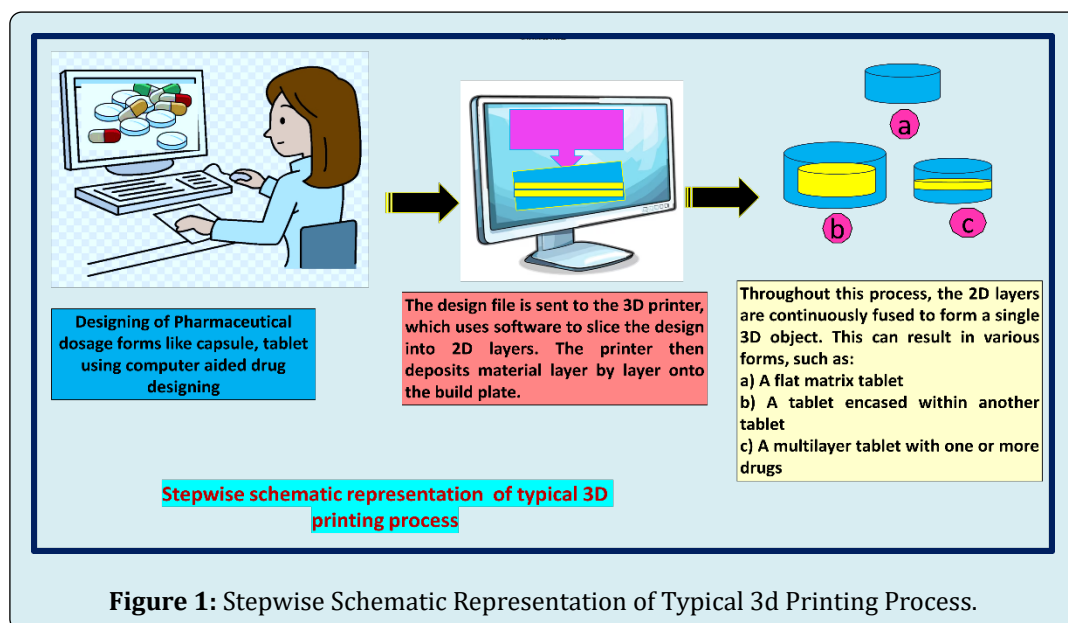 Designing of Pharmaceutical
dosage forms like capsule, tablet
using computer aided drug
designing
The design file is sent to the 3D printer,
which uses software to slice the design
into 2D layers. The printer then
deposits material layer by layer onto
the build plate.
a
b
c
Throughout this process, the 2D layers
are continuously fused to form a single
3D object. This can result in various
forms, such as:
a) A flat matrix tablet
b) A tablet encased within another
tablet
c) A multilayer tablet with one or more
drugs
Stepwise schematic representation of typical 3D
printing process
Figure 1: Stepwise Schematic Representation of Typical 3d Printing Process.